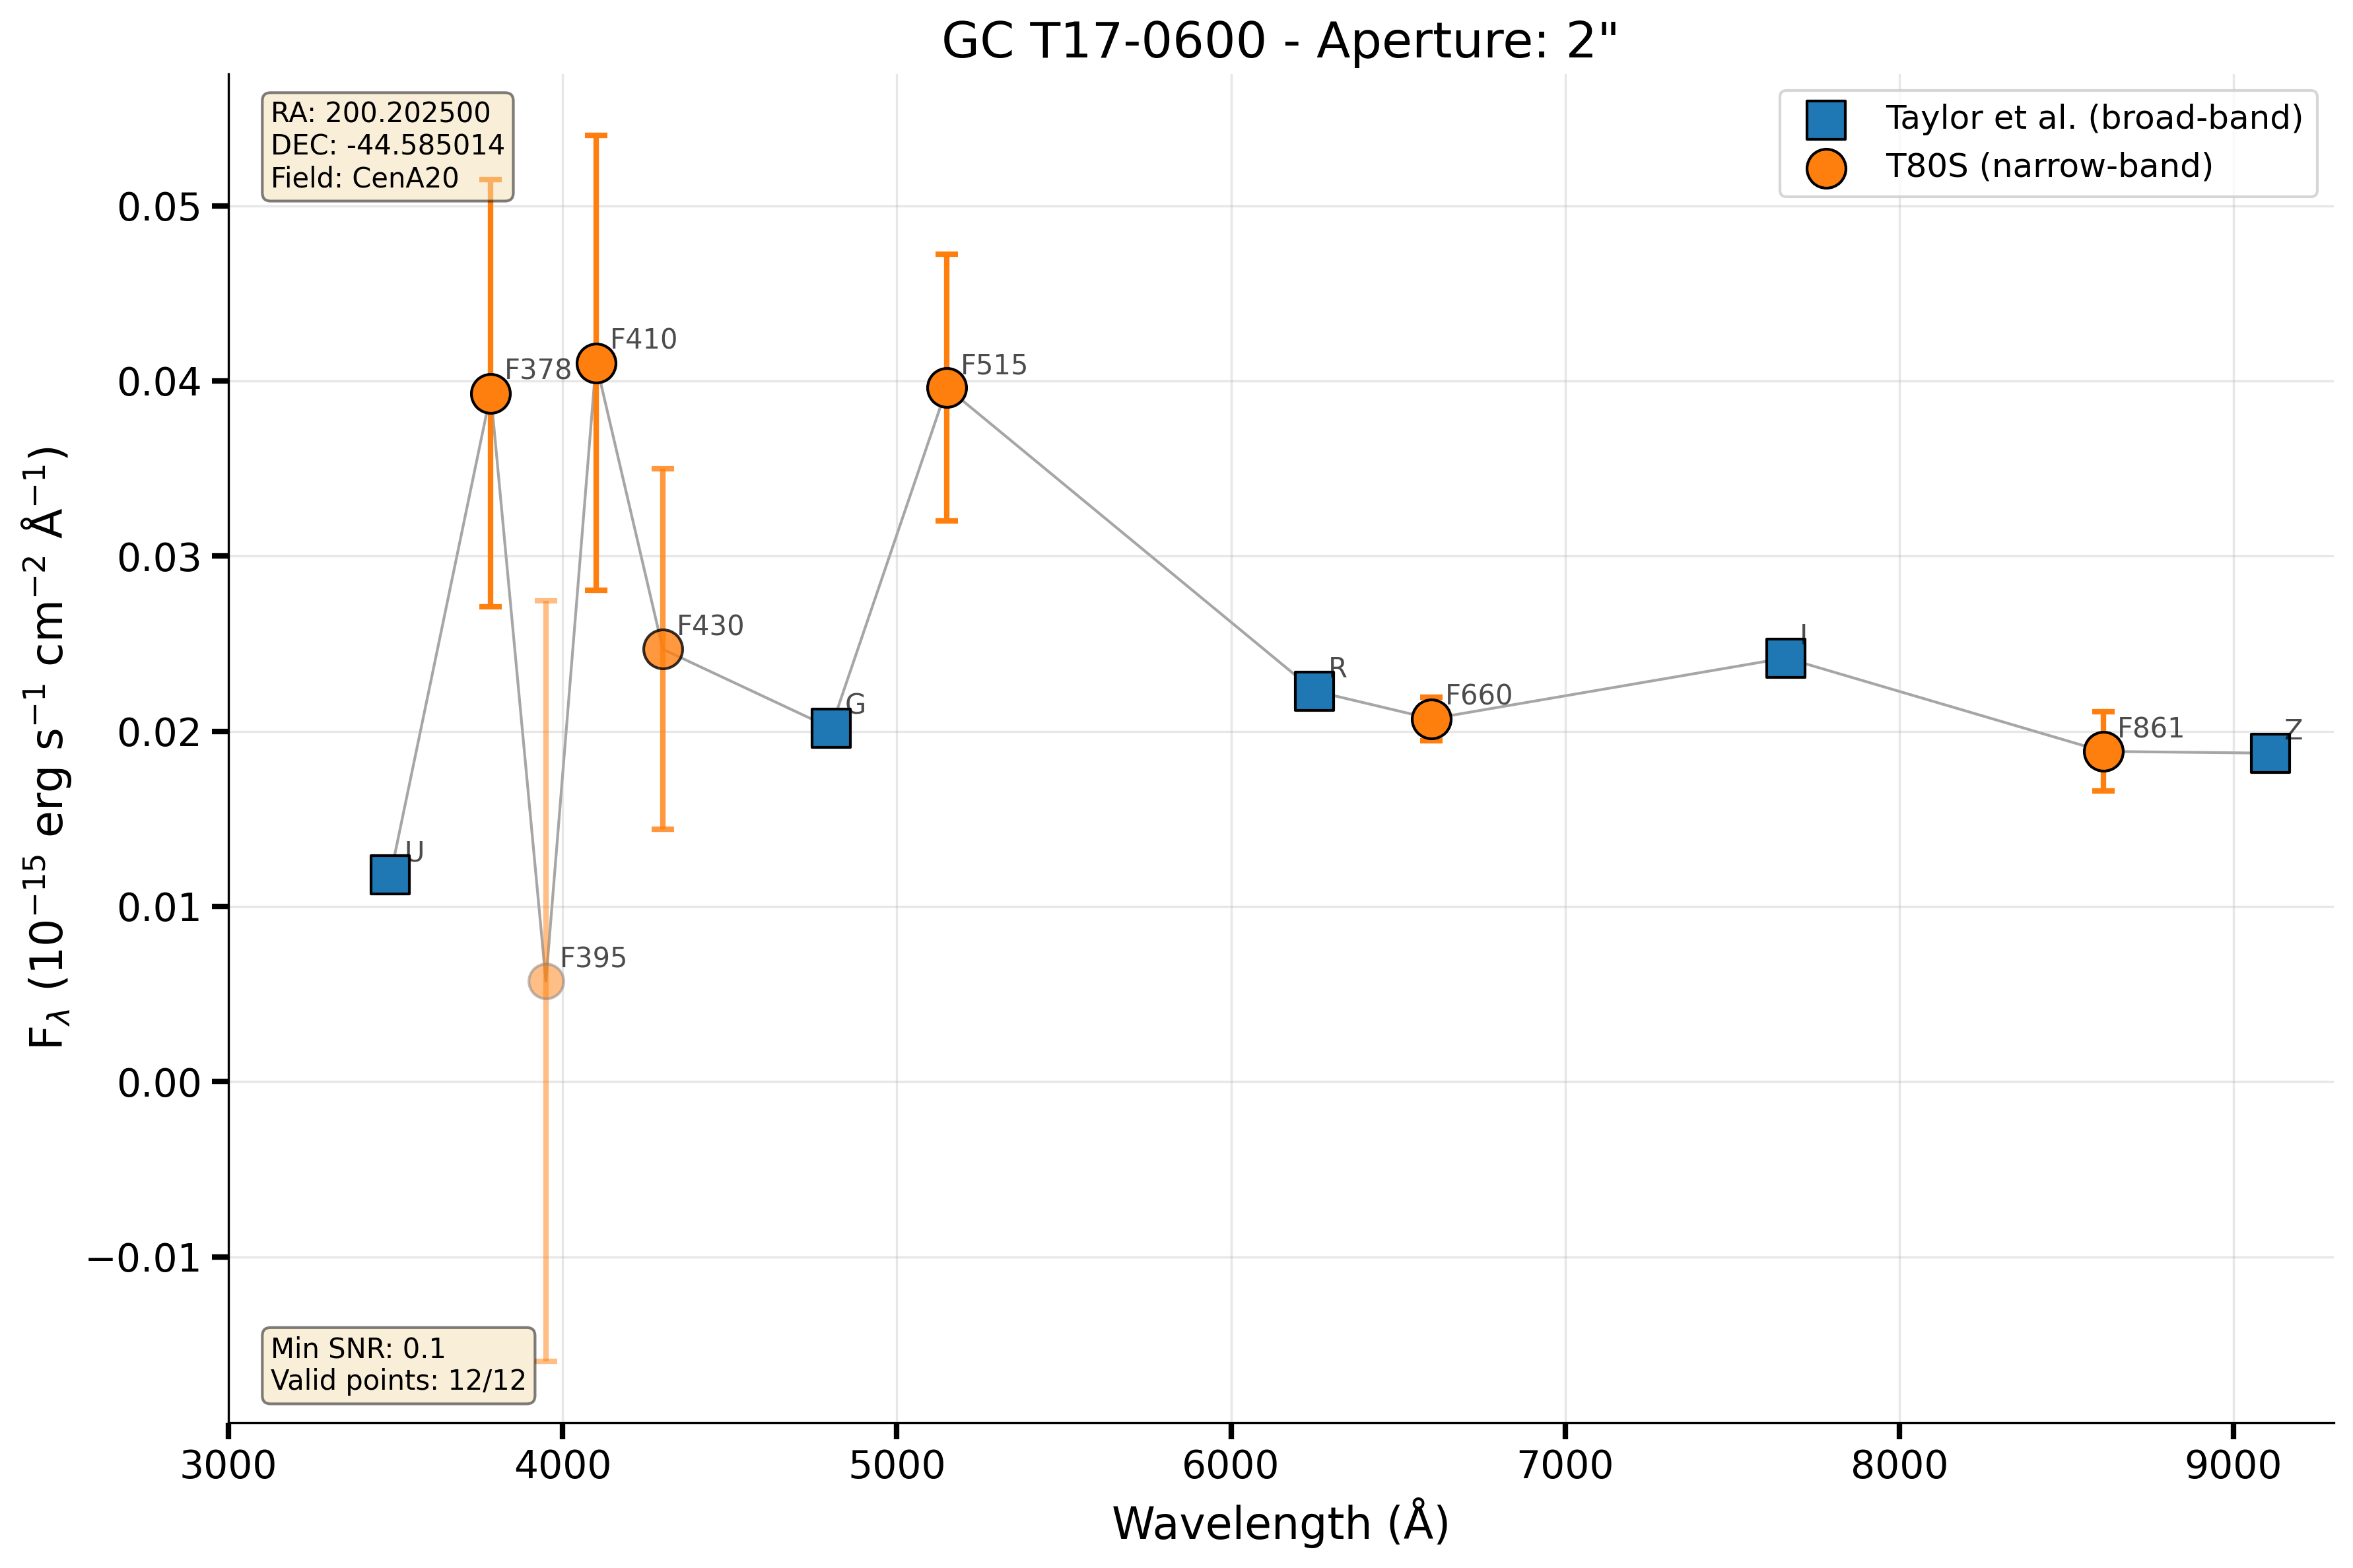 GC T17-0600 - Aperture: 2"
RA: 200.202500
DEC: -44.585014
Field: CenA20
Taylor et al. (broad-band)
T80S (narrow-band)
F_λ (10⁻¹⁵ erg s⁻¹ cm⁻² Å⁻¹)
0.05
0.04
0.03
0.02
0.01
0.00
−0.01
U
F378
F395
F410
F430
G
F515
R
F660
I
F861
Z
Min SNR: 0.1
Valid points: 12/12
3000 4000 5000 6000 7000 8000 9000
Wavelength (Å)